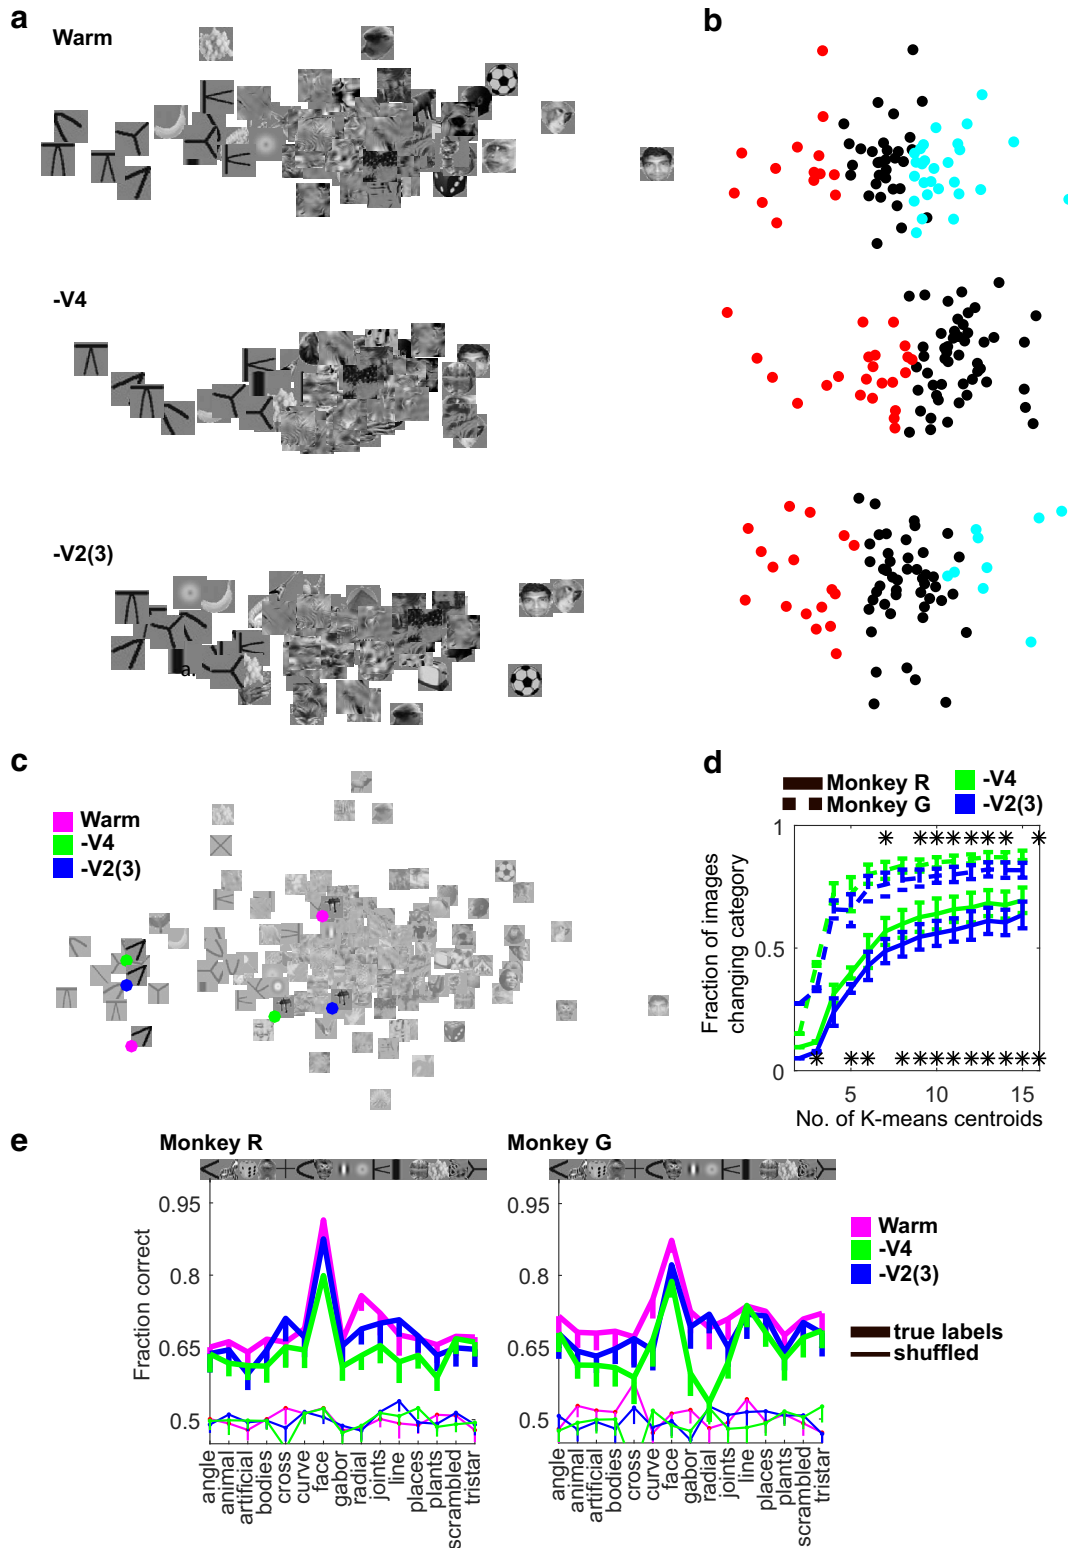 a
Warm
b
-V4
-V2(3)
a.
c
Warm
-V4
-V2(3)
d
Monkey R
Monkey G
-V4
-V2(3)
1
0.5
0
Fraction of images
changing category
5
10
15
No. of K-means centroids
e
Monkey R
0.95
0.8
0.65
0.5
Fraction correct
angle
animal
artificial
bodies
cross
curve
face
gabor
radial
joints
line
places
plants
scrambled
tristar
Monkey G
0.95
0.8
0.65
0.5
angle
animal
artificial
bodies
cross
curve
face
gabor
radial
joints
line
places
plants
scrambled
tristar
Warm
-V4
-V2(3)
true labels
shuffled